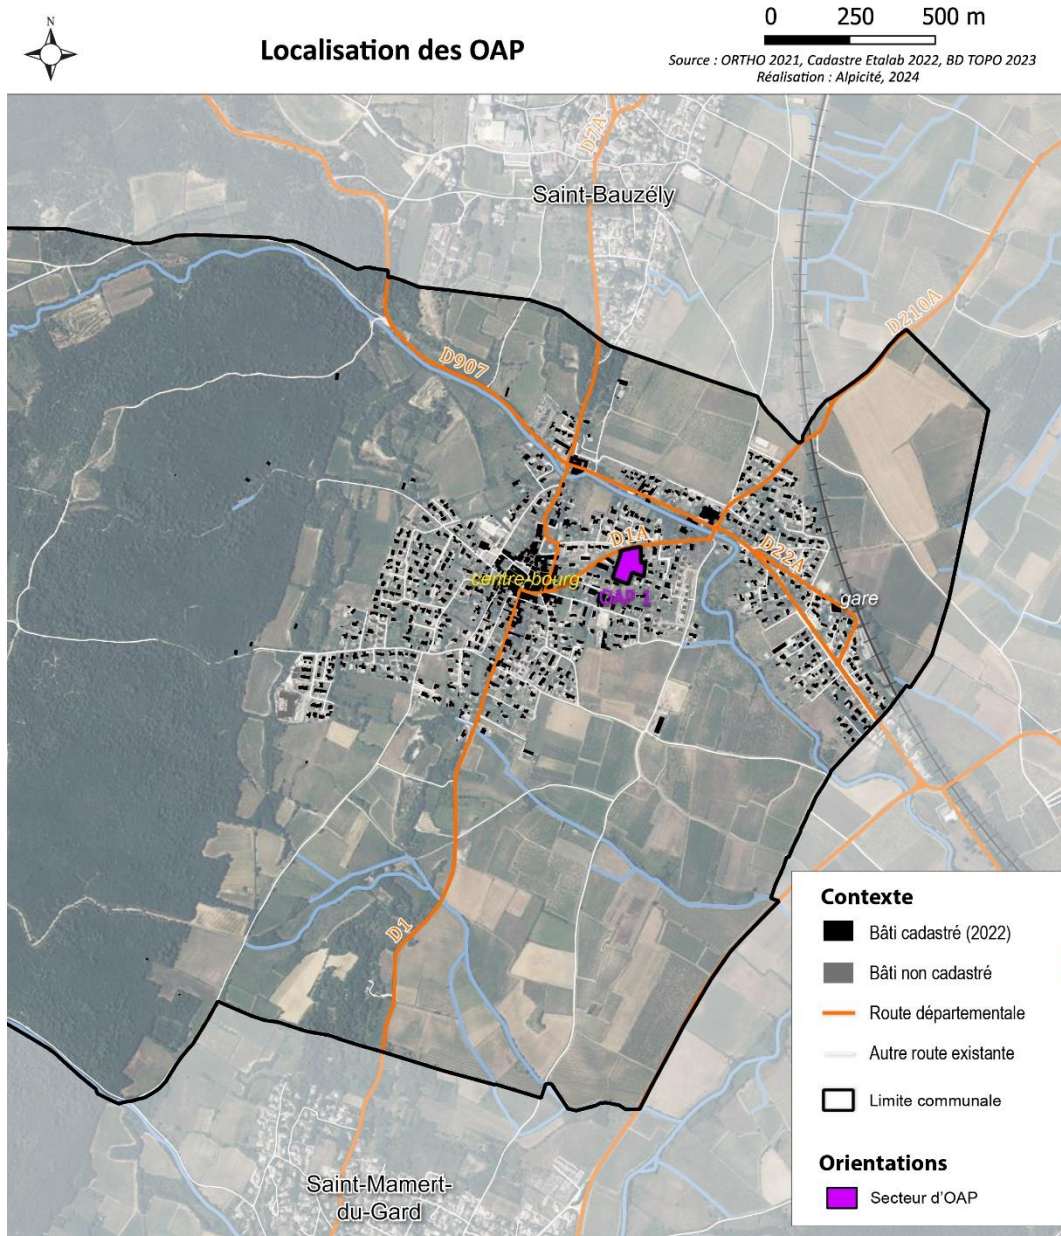 N
Localisation des OAP
0 250 500 m
Source : ORTHO 2021, Cadastre Etalab 2022, BD TOPO 2023
Réalisation : Alpicité, 2024
D7A
Saint-Bauzély
D210A
D907
D1A
D22A
centre-bourg
OAP 1
gare
D1
Saint-Mamert-
du-Gard
Contexte
Bâti cadastré (2022)
Bâti non cadastré
Route départementale
Autre route existante
Limite communale
Orientations
Secteur d'OAP